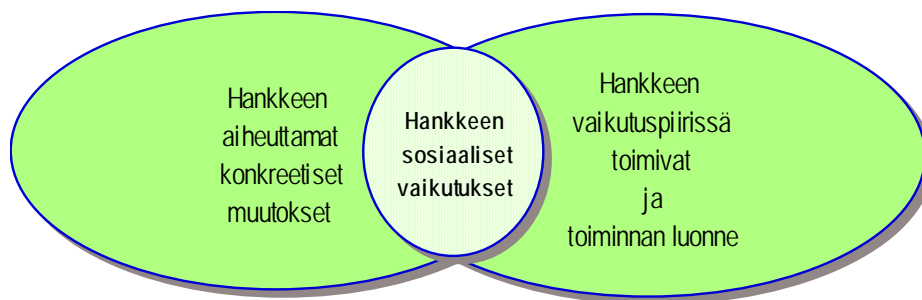 Hankkeen
aiheuttamat
konkreetiset
muutokset
Hankkeen
sosiaaliset
vaikutukset
Hankkeen
vaikutuspiirissä
toimivat
ja
toiminnan luonne